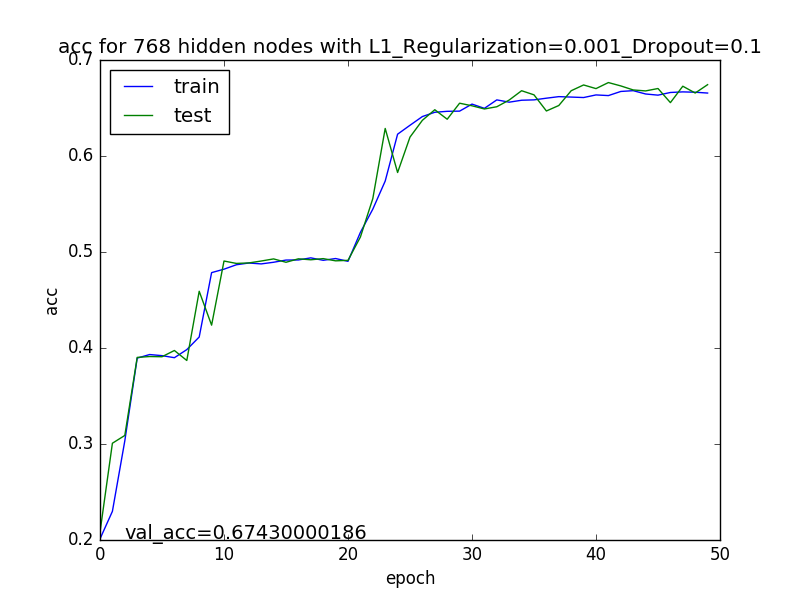 acc for 768 hidden nodes with L1_Regularization=0.001_Dropout=0.1
0.7
train
test
0.6
0.5
acc
0.4
0.3
val_acc=0.67430000186
0.2
0 10 20 30 40 50
epoch